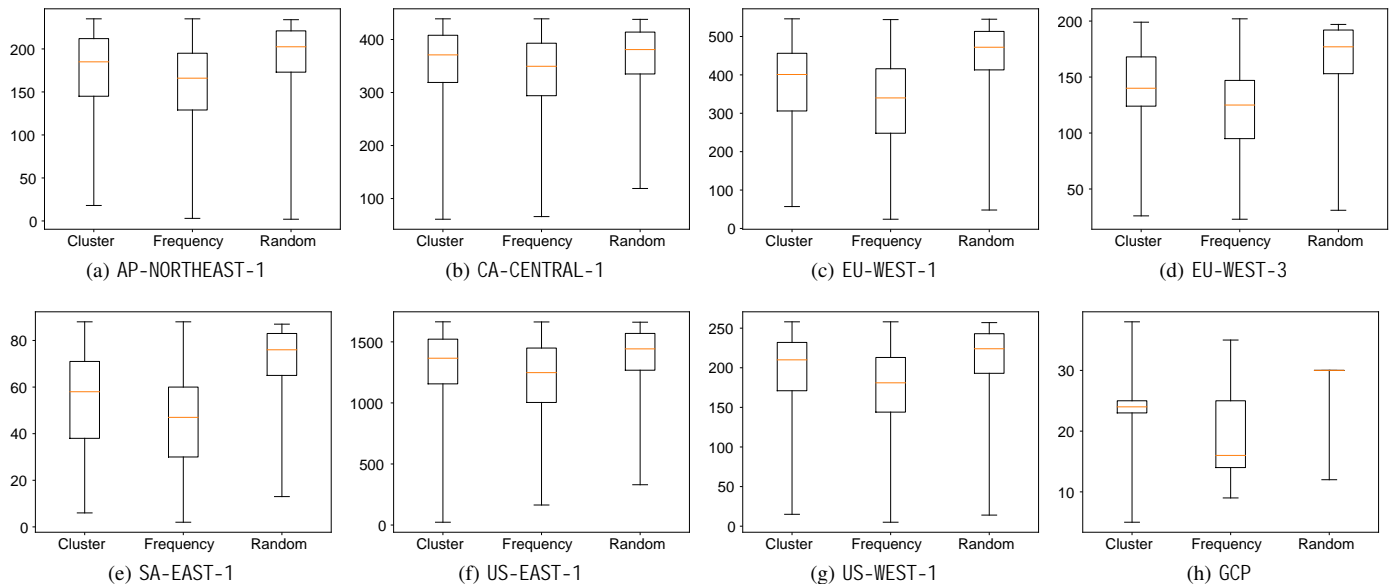 200
150
100
50
0
Cluster Frequency Random
(a) AP-NORTHEAST-1
400
300
200
100
Cluster Frequency Random
(b) CA-CENTRAL-1
500
400
300
200
100
0
Cluster Frequency Random
(c) EU-WEST-1
200
150
100
50
Cluster Frequency Random
(d) EU-WEST-3
80
60
40
20
0
Cluster Frequency Random
(e) SA-EAST-1
1500
1000
500
0
Cluster Frequency Random
(f) US-EAST-1
250
200
150
100
50
0
Cluster Frequency Random
(g) US-WEST-1
30
20
10
Cluster Frequency Random
(h) GCP